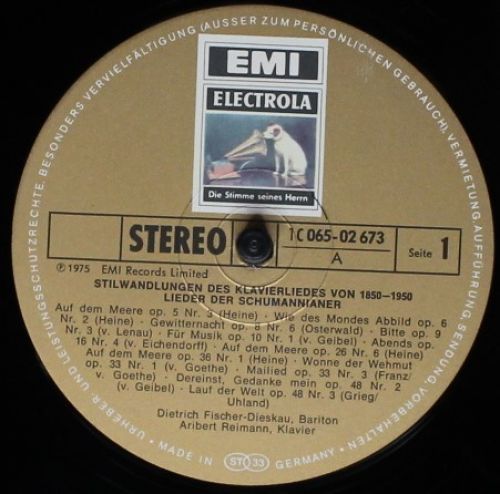 URHEBER- UND LEISTUNGSSCHUTZRECHTE, BESONDERS VERVIELFÄLTIGUNG (AUSSER ZUM PERSÖNLICHEN GEBRAUCH), VERMIETUNG, AUFFÜHRUNG, SENDUNG, VORBEHALTEN
EMI
ELECTROLA
Die Stimme seines Herrn
STEREO
1 C 065-02 673
A
Seite 1
℗ 1975 EMI Records Limited
STILWANDLUNGEN DES KLAVIERLIEDES VON 1850—1950
LIEDER DER SCHUMANNIANER
Auf dem Meere op. 5 Nr. 3 (Heine) · Wie des Mondes Abbild op. 6
Nr. 2 (Heine) · Gewitternacht op. 8 Nr. 6 (Osterwald) · Bitte op. 9
Nr. 3 (v. Lenau) · Für Musik op. 10 Nr. 1 (v. Geibel) · Abends op.
16 Nr. 4 (v. Eichendorff) · Auf dem Meere op. 26 Nr. 6 (Heine)
Auf dem Meere op. 36 Nr. 1 (Heine) · Wonne der Wehmut
op. 33 Nr. 1 (v. Goethe) · Mailied op. 33 Nr. 3 (Franz/
v. Goethe) · Dereinst, Gedanke mein op. 48 Nr. 2
(v. Geibel) · Lauf der Welt op. 48 Nr. 3 (Grieg/
Uhland)
Dietrich Fischer-Dieskau, Bariton
Aribert Reimann, Klavier
MADE IN
ST 33
GERMANY